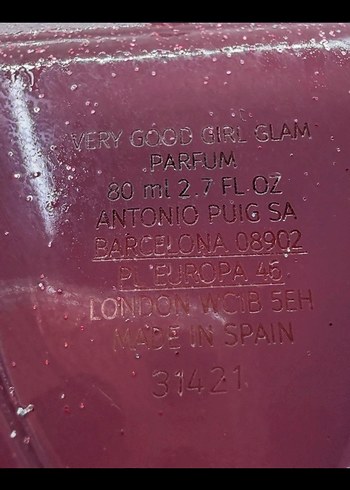 VERY GOOD GIRL GLAM
PARFUM
80 ml 2.7 FL OZ
ANTONIO PUIG SA
BARCELONA 08902
PL EUROPA 46
LONDON WC1B 5EH
MADE IN SPAIN
31421